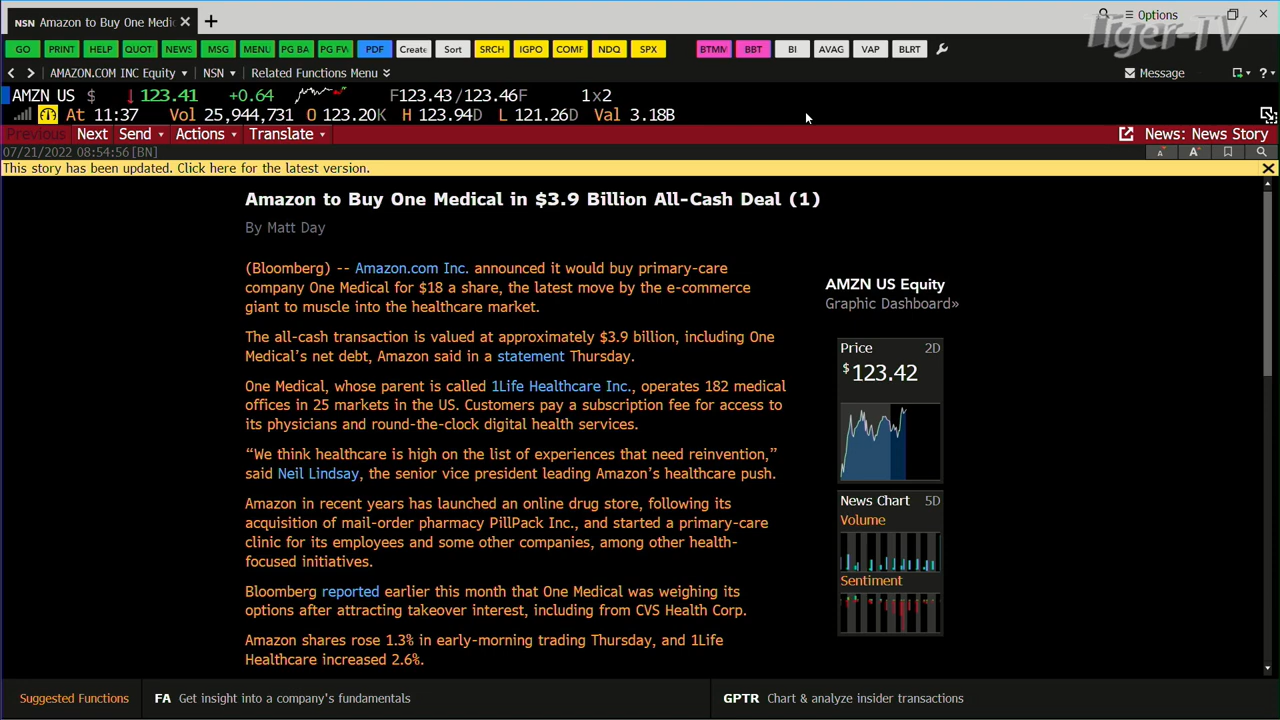 NSN Amazon to Buy One Medic
Options
Tiger-TV
GO PRINT HELP QUOT NEWS MSG MENU PG BA PG FW PDF Create Sort SRCH IGPO COMF NDQ SPX BTMM BBT BI AVAG VAP BLRT
AMAZON.COM INC Equity NSN Related Functions Menu Message
AMZN US $ ↓ 123.41 +0.64 F123.43/123.46F 1x2
At 11:37 Vol 25,944,731 O 123.20K H 123.94D L 121.26D Val 3.18B
Previous Next Send Actions Translate News: News Story
07/21/2022 08:54:56 [BN]
This story has been updated. Click here for the latest version.
Amazon to Buy One Medical in $3.9 Billion All-Cash Deal (1)
By Matt Day
(Bloomberg) -- Amazon.com Inc. announced it would buy primary-care
company One Medical for $18 a share, the latest move by the e-commerce
giant to muscle into the healthcare market.
The all-cash transaction is valued at approximately $3.9 billion, including One
Medical's net debt, Amazon said in a statement Thursday.
One Medical, whose parent is called 1Life Healthcare Inc., operates 182 medical
offices in 25 markets in the US. Customers pay a subscription fee for access to
its physicians and round-the-clock digital health services.
“We think healthcare is high on the list of experiences that need reinvention,”
said Neil Lindsay, the senior vice president leading Amazon's healthcare push.
Amazon in recent years has launched an online drug store, following its
acquisition of mail-order pharmacy PillPack Inc., and started a primary-care
clinic for its employees and some other companies, among other health-
focused initiatives.
Bloomberg reported earlier this month that One Medical was weighing its
options after attracting takeover interest, including from CVS Health Corp.
Amazon shares rose 1.3% in early-morning trading Thursday, and 1Life
Healthcare increased 2.6%.
AMZN US Equity
Graphic Dashboard»
Price 2D
$123.42
News Chart 5D
Volume
Sentiment
Suggested Functions FA Get insight into a company's fundamentals GPTR Chart & analyze insider transactions